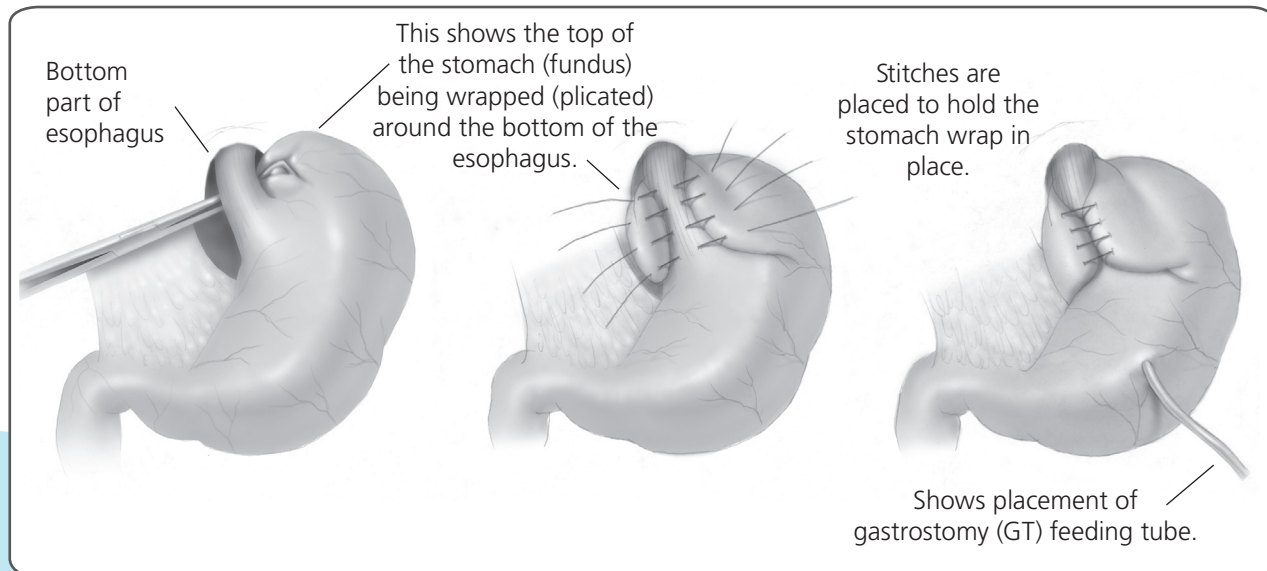 Bottom
part of
esophagus
This shows the top of
the stomach (fundus)
being wrapped (plicated)
around the bottom of the
esophagus.
Stitches are
placed to hold the
stomach wrap in
place.
Shows placement of
gastrostomy (GT) feeding tube.